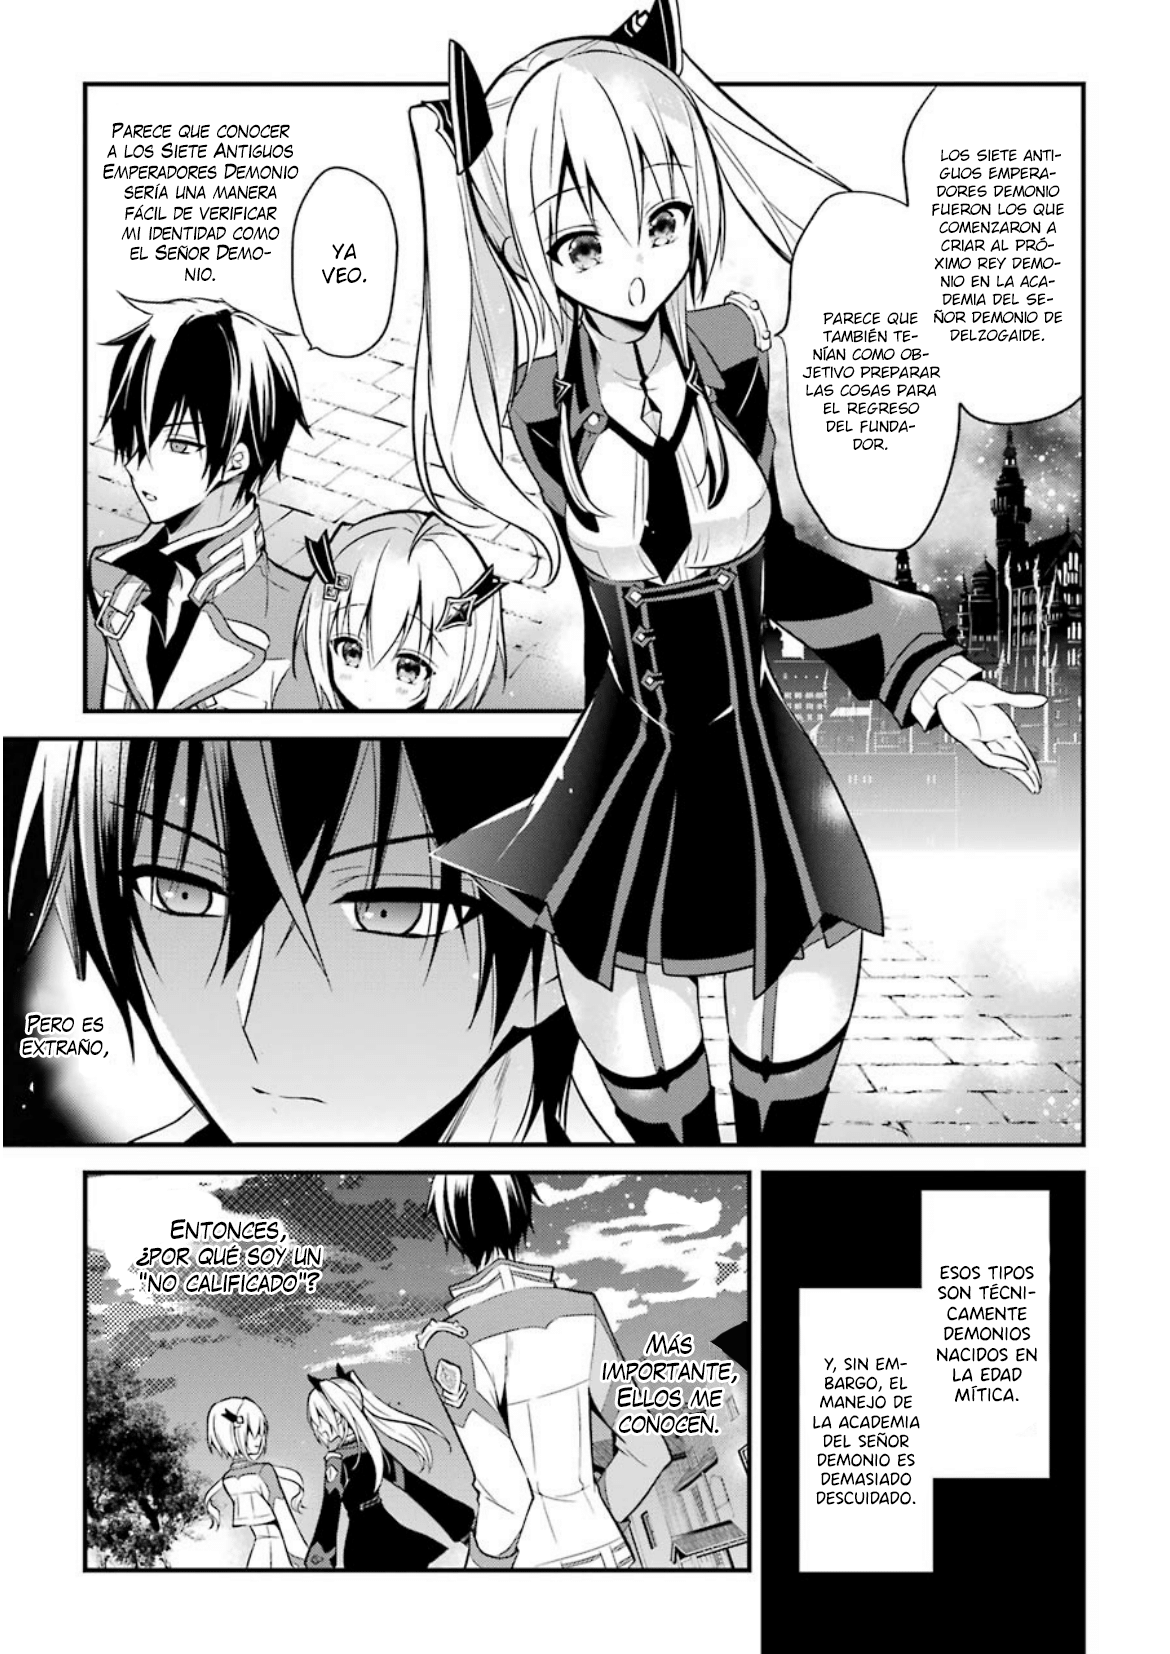 LOS SIETE ANTI-
GUOS EMPERA-
DORES DEMONIO
FUERON LOS QUE
COMENZARON A
CRIAR AL PRÓ-
XIMO REY DEMO-
NIO EN LA ACA-
DEMIA DEL SE-
ÑOR DEMONIO DE
DELZOGAIDE.
PARECE QUE
TAMBIÉN TE-
NÍAN COMO OB-
JETIVO PREPARAR
LAS COSAS PARA
EL REGRESO
DEL FUNDA-
DOR.
YA
VEO.
PARECE QUE CONOCER
A LOS SIETE ANTIGUOS
EMPERADORES DEMONIO
SERÍA UNA MANERA
FÁCIL DE VERIFICAR
MI IDENTIDAD COMO
EL SEÑOR DEMO-
NIO.
PERO ES
EXTRAÑO,
ESOS TIPOS
SON TÉCNI-
CAMENTE
DEMONIOS
NACIDOS EN
LA EDAD
MÍTICA.
Y, SIN EM-
BARGO, EL
MANEJO DE
LA ACADEMIA
DEL SEÑOR
DEMONIO ES
DEMASIADO
DESCUIDADO.
MÁS
IMPORTANTE,
ELLOS ME
CONOCEN.
ENTONCES,
¿POR QUÉ SOY UN
"NO CALIFICADO"?